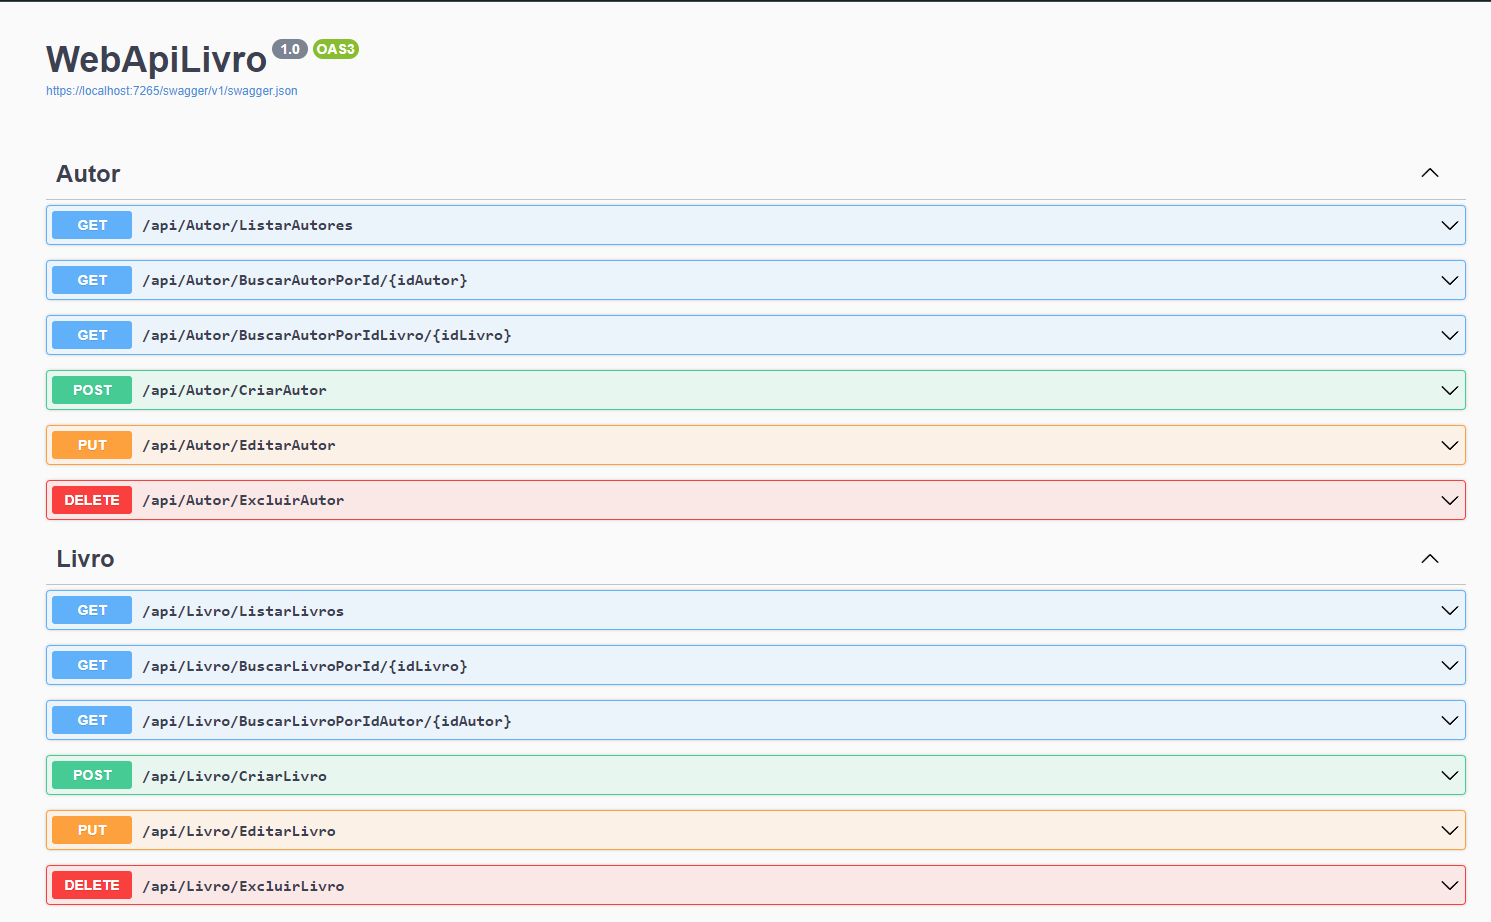 WebApiLivro 1.0 OAS3
https://localhost:7265/swagger/v1/swagger.json
Autor
GET /api/Autor/ListarAutores
GET /api/Autor/BuscarAutorPorId/{idAutor}
GET /api/Autor/BuscarAutorPorIdLivro/{idLivro}
POST /api/Autor/CriarAutor
PUT /api/Autor/EditarAutor
DELETE /api/Autor/ExcluirAutor
Livro
GET /api/Livro/ListarLivros
GET /api/Livro/BuscarLivroPorId/{idLivro}
GET /api/Livro/BuscarLivroPorIdAutor/{idAutor}
POST /api/Livro/CriarLivro
PUT /api/Livro/EditarLivro
DELETE /api/Livro/ExcluirLivro